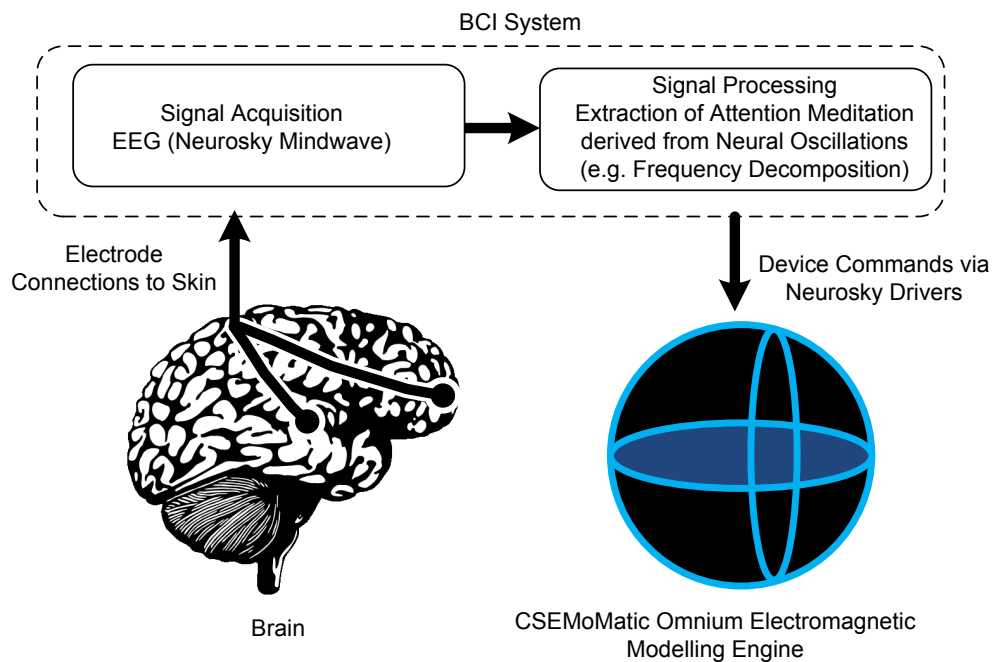 BCI System
Signal Acquisition
EEG (Neurosky Mindwave)
Signal Processing
Extraction of Attention Meditation
derived from Neural Oscillations
(e.g. Frequency Decomposition)
Electrode
Connections to Skin
Device Commands via
Neurosky Drivers
Brain
CSEMoMatic Omnium Electromagnetic
Modelling Engine